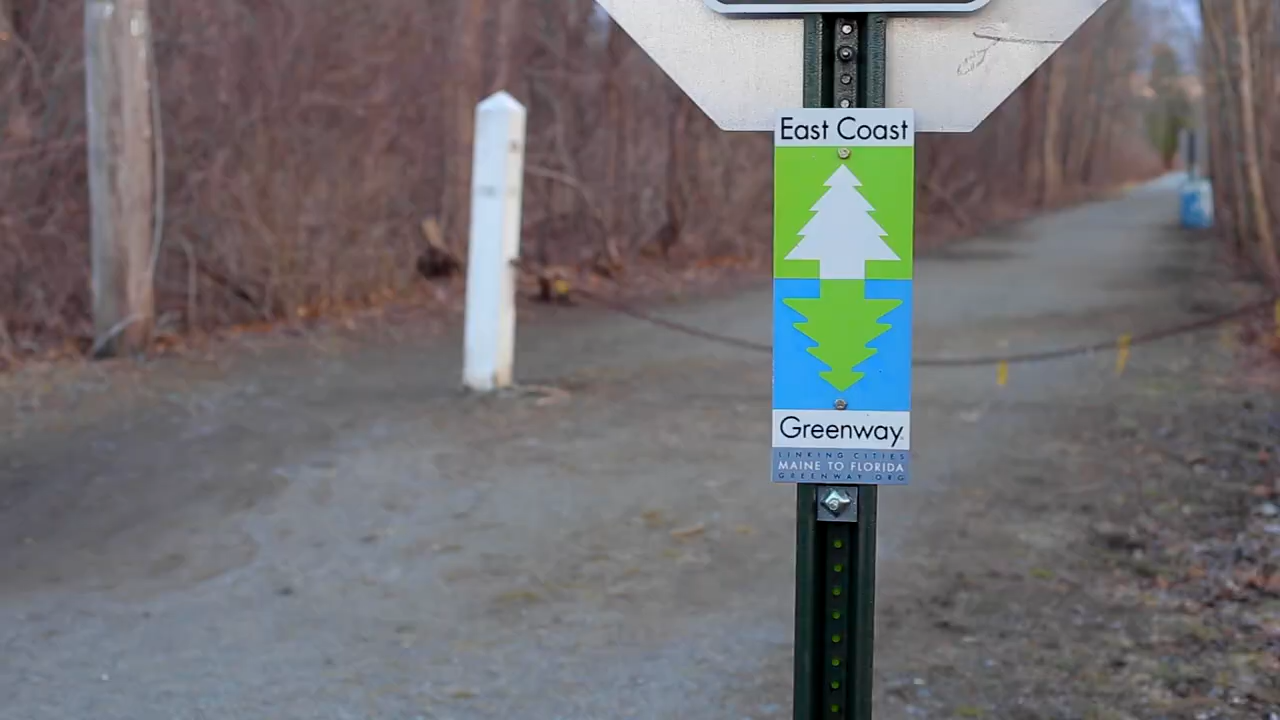 East Coast
Greenway
LINKING CITIES
MAINE TO FLORIDA
GREENWAY.ORG